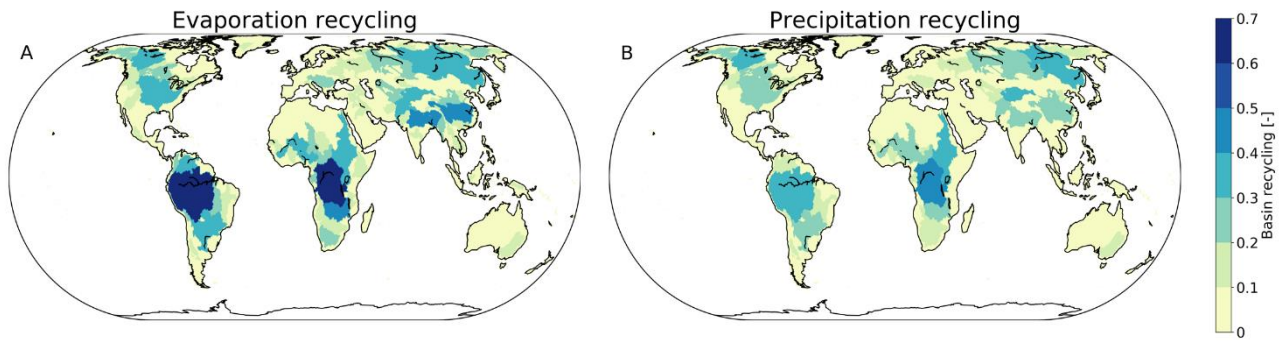 Evaporation recycling
Precipitation recycling
A
B
0.7
0.6
0.5
0.4
0.3
0.2
0.1
0
Basin recycling [-]